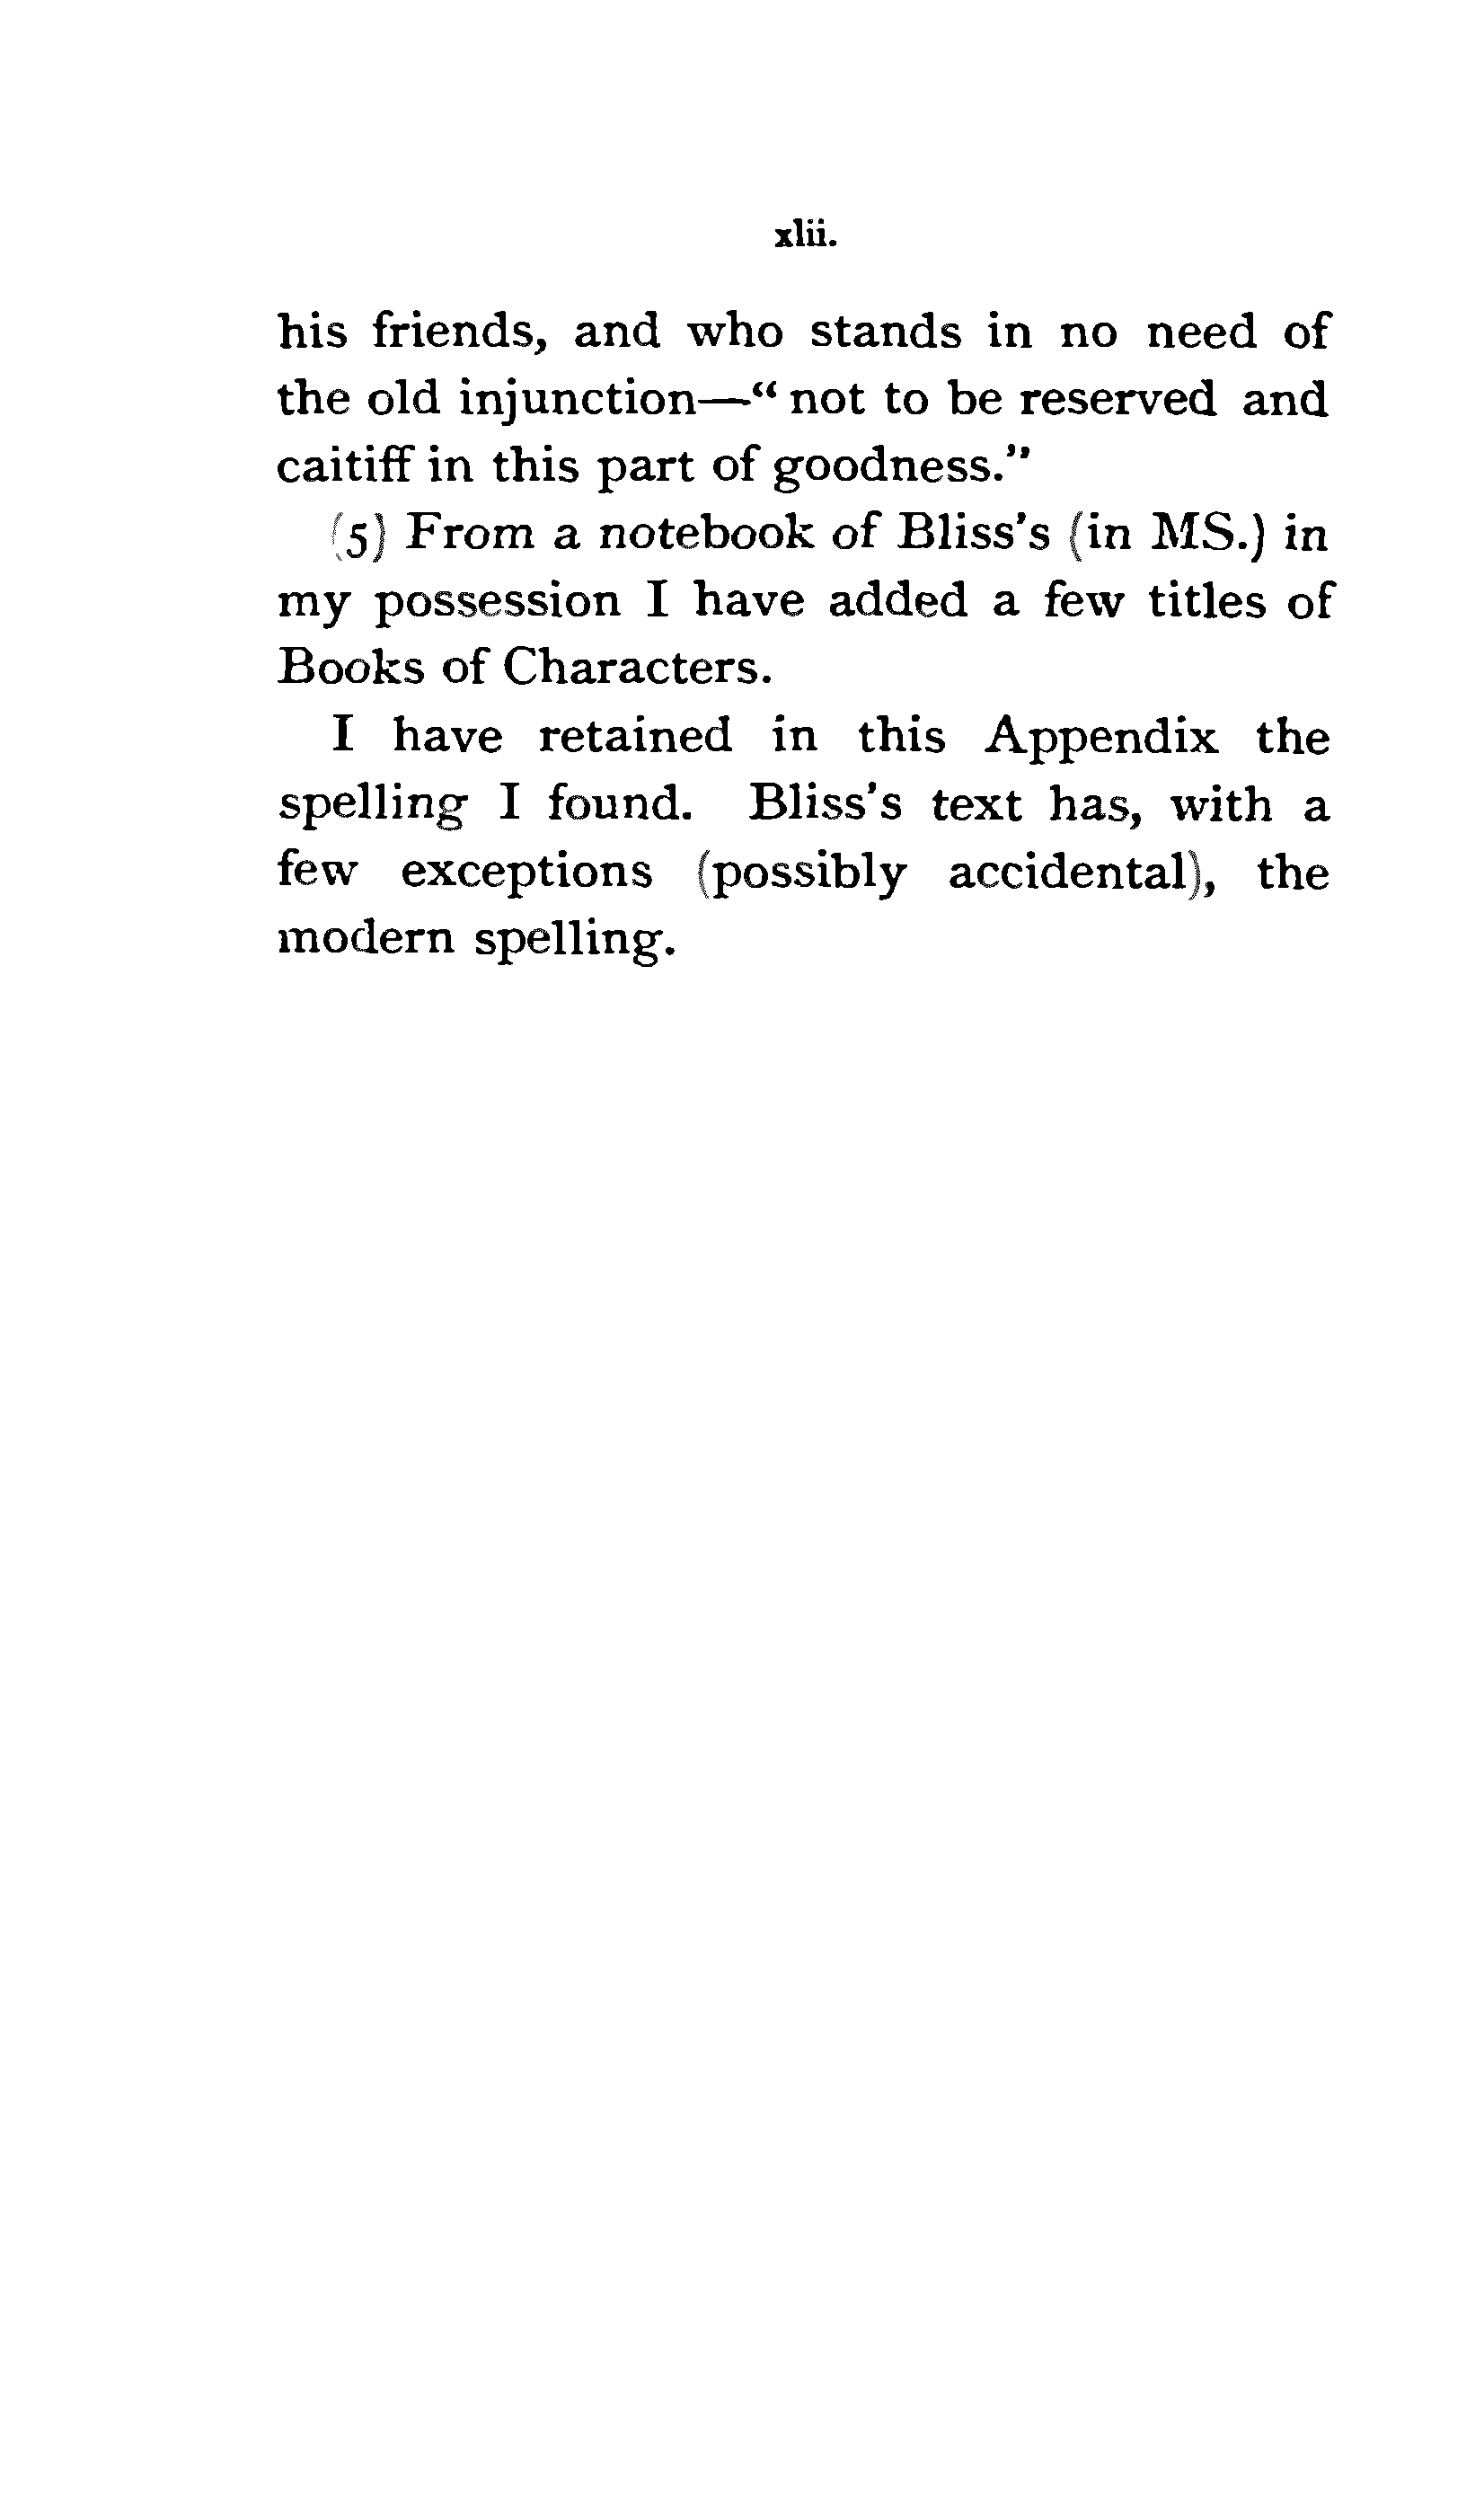 xlii.
his friends, and who stands in no need of
the old injunction—“ not to be reserved and
caitiff in this part of goodness.”
(5) From a notebook of Bliss’s (in MS.) in
my possession I have added a few titles of
Books of Characters.
I have retained in this Appendix the
spelling I found. Bliss’s text has, with a
few exceptions (possibly accidental), the
modern spelling.